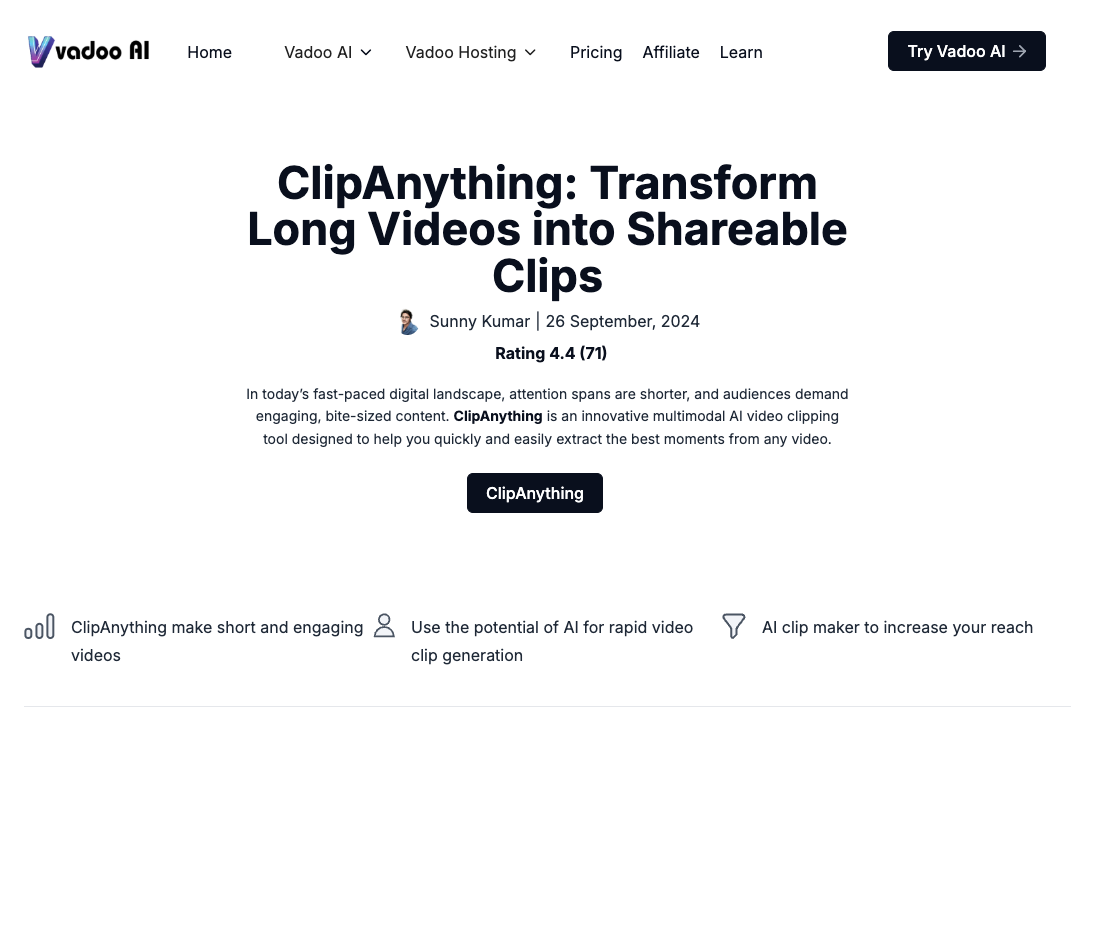 vadoo AI
Home
Vadoo AI
Vadoo Hosting
Pricing
Affiliate
Learn
Try Vadoo AI →
ClipAnything: Transform
Long Videos into Shareable
Clips
Sunny Kumar | 26 September, 2024
Rating 4.4 (71)
In today's fast-paced digital landscape, attention spans are shorter, and audiences demand
engaging, bite-sized content. ClipAnything is an innovative multimodal AI video clipping
tool designed to help you quickly and easily extract the best moments from any video.
ClipAnything
ClipAnything make short and engaging
videos
Use the potential of AI for rapid video
clip generation
AI clip maker to increase your reach